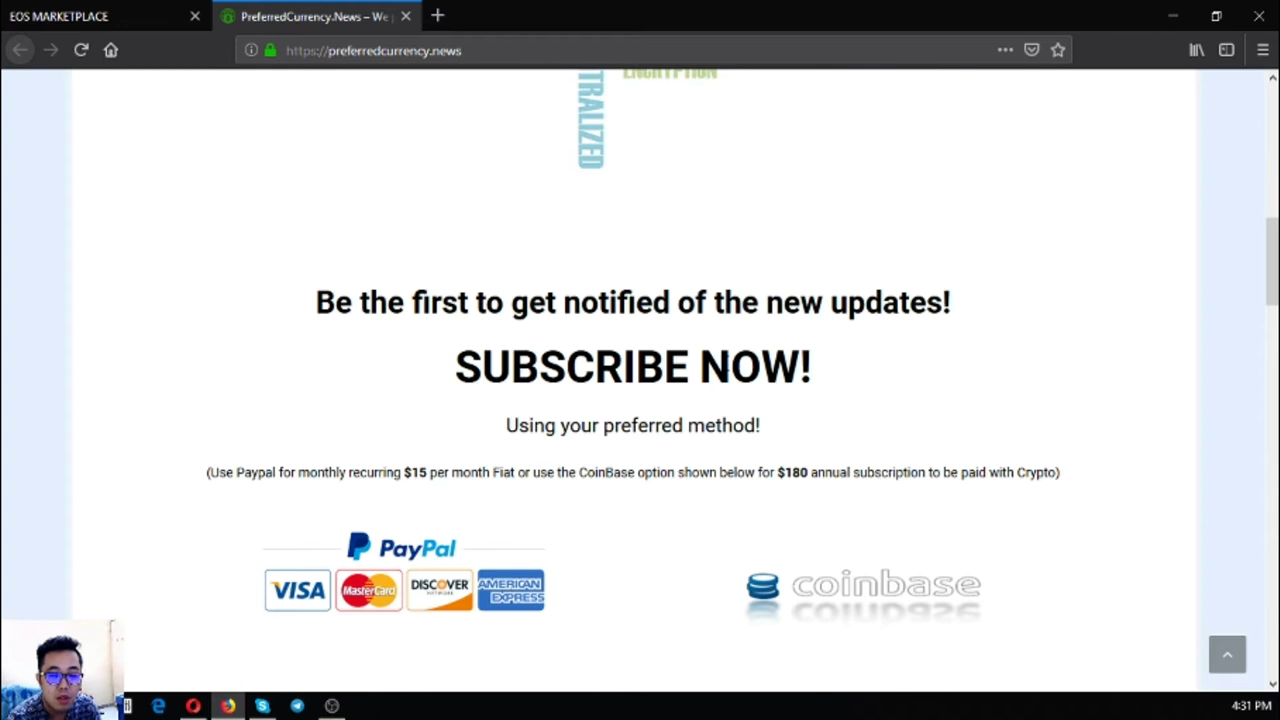 EOS MARKETPLACE
PreferredCurrency.News – We
https://preferredcurrency.news
ENCRYPTION
TRALIZED
Be the first to get notified of the new updates!
SUBSCRIBE NOW!
Using your preferred method!
(Use Paypal for monthly recurring $15 per month Fiat or use the CoinBase option shown below for $180 annual subscription to be paid with Crypto)
PayPal
VISA MasterCard DISCOVER NETWORK AMERICAN EXPRESS
coinbase
4:31 PM